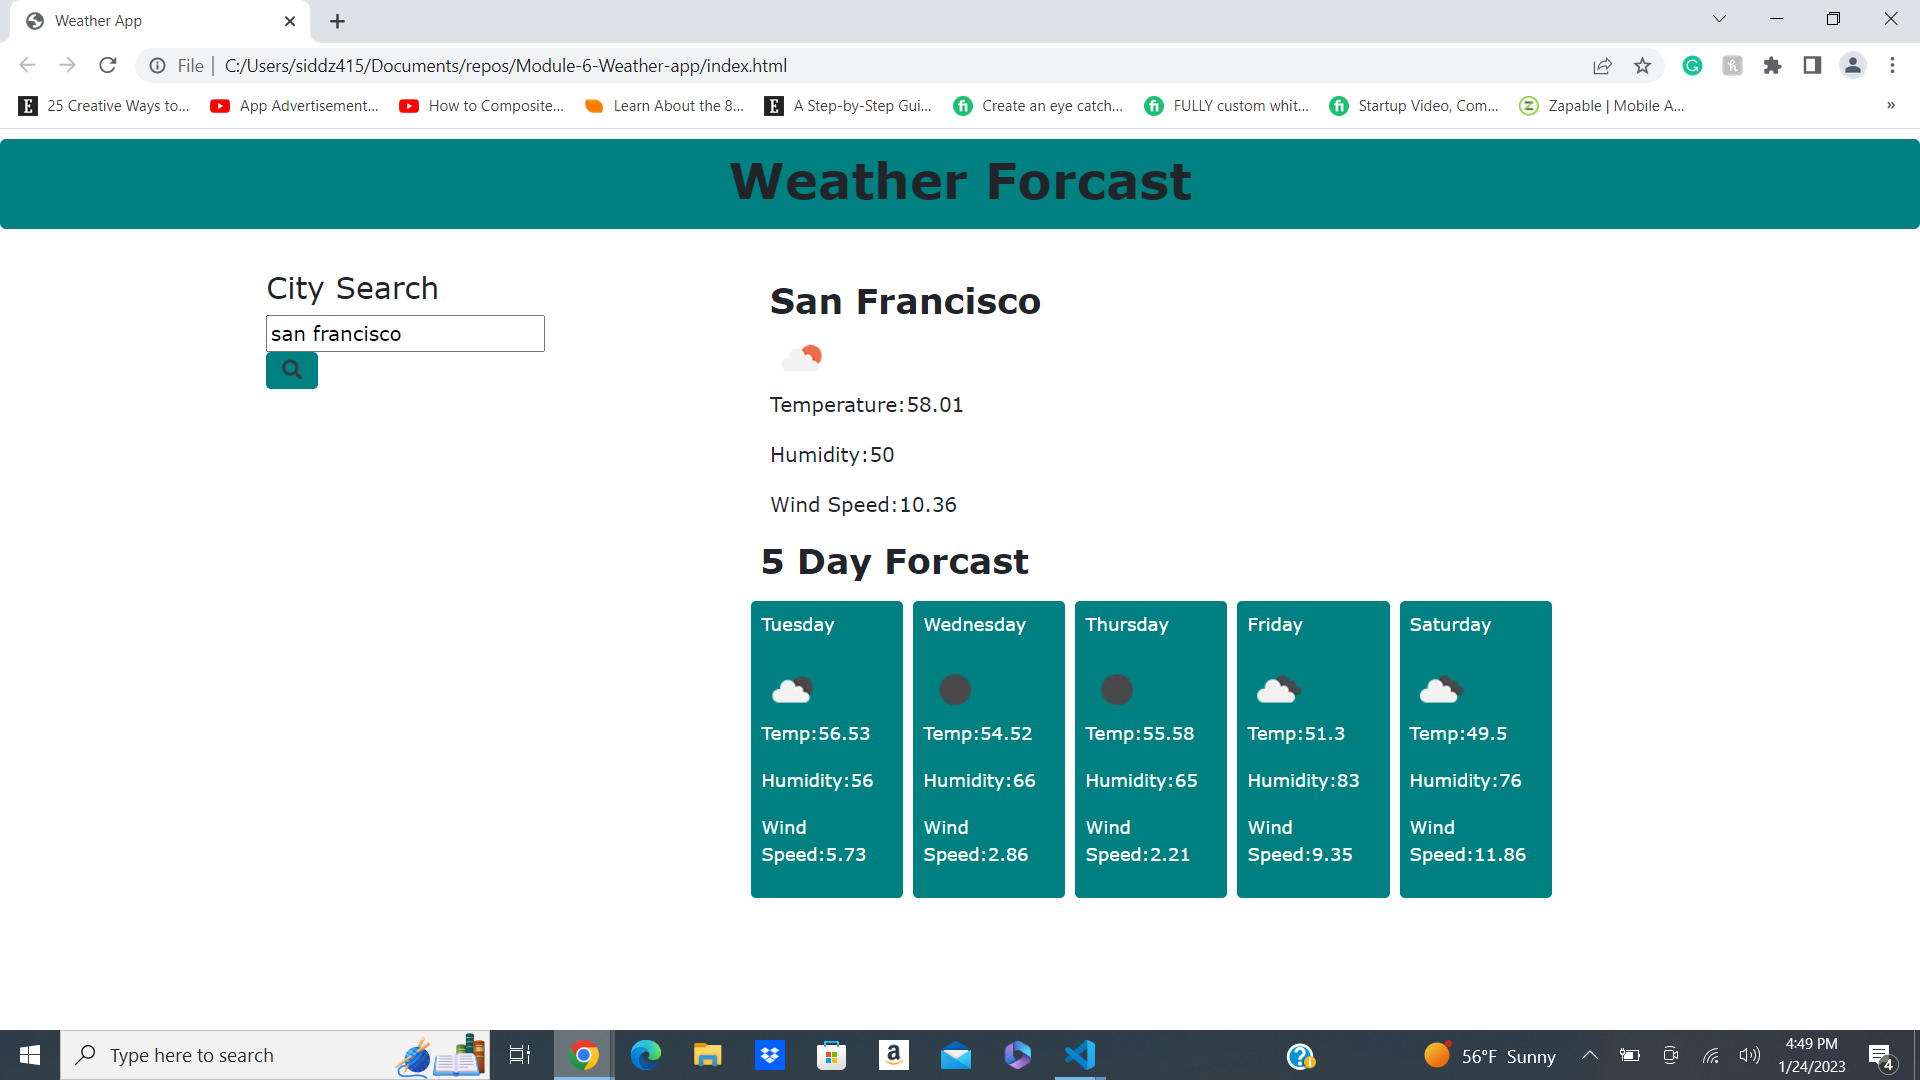 Weather App
File
C:/Users/siddz415/Documents/repos/Module-6-Weather-app/index.html
25 Creative Ways to...
App Advertisement...
How to Composite...
Learn About the 8...
A Step-by-Step Gui...
Create an eye catch...
FULLY custom whit...
Startup Video, Com...
Zapable | Mobile A...
»
Weather Forcast
City Search
san francisco
San Francisco
Temperature:58.01
Humidity:50
Wind Speed:10.36
5 Day Forcast
Tuesday
Temp:56.53
Humidity:56
Wind
Speed:5.73
Wednesday
Temp:54.52
Humidity:66
Wind
Speed:2.86
Thursday
Temp:55.58
Humidity:65
Wind
Speed:2.21
Friday
Temp:51.3
Humidity:83
Wind
Speed:9.35
Saturday
Temp:49.5
Humidity:76
Wind
Speed:11.86
Type here to search
56°F Sunny
4:49 PM
1/24/2023
4